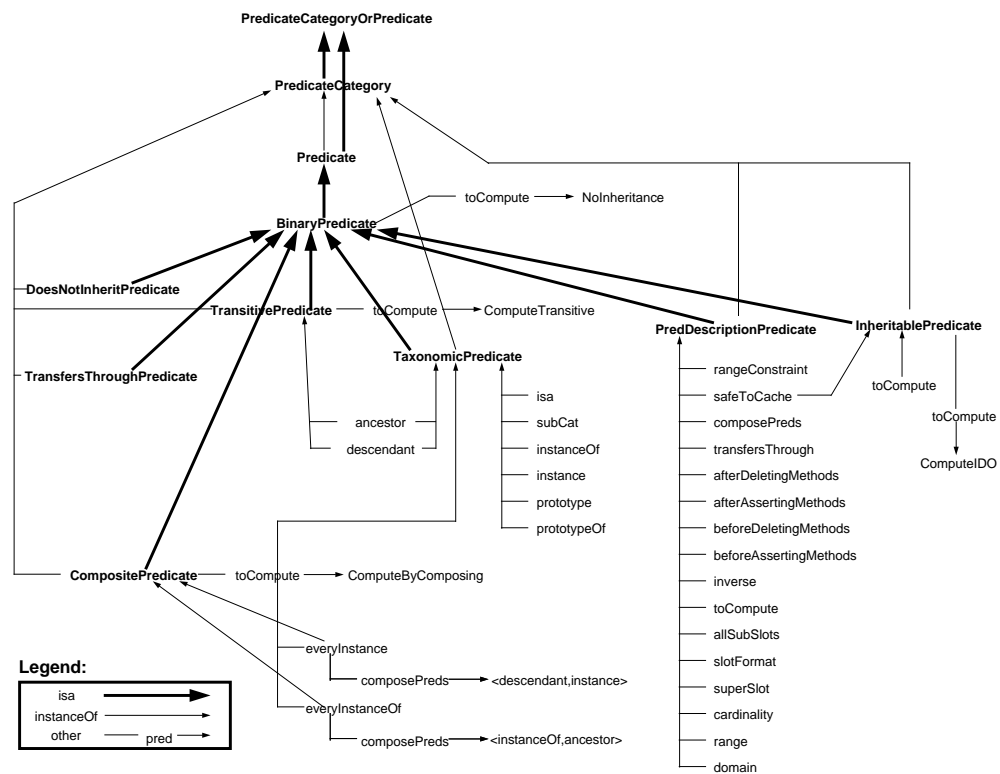 PredicateCategoryOrPredicate
PredicateCategory
Predicate
toCompute
NoInheritance
BinaryPredicate
DoesNotInheritPredicate
TransitivePredicate
toCompute
ComputeTransitive
PredDescriptionPredicate
InheritablePredicate
TaxonomicPredicate
TransfersThroughPredicate
rangeConstraint
toCompute
isa
safeToCache
toCompute
ancestor
subCat
composePreds
descendant
instanceOf
transfersThrough
ComputeIDO
instance
afterDeletingMethods
prototype
afterAssertingMethods
prototypeOf
beforeDeletingMethods
beforeAssertingMethods
CompositePredicate
toCompute
ComputeByComposing
inverse
toCompute
allSubSlots
everyInstance
slotFormat
composePreds
<descendant,instance>
superSlot
everyInstanceOf
cardinality
composePreds
<instanceOf,ancestor>
range
domain
Legend:
isa
instanceOf
other
pred